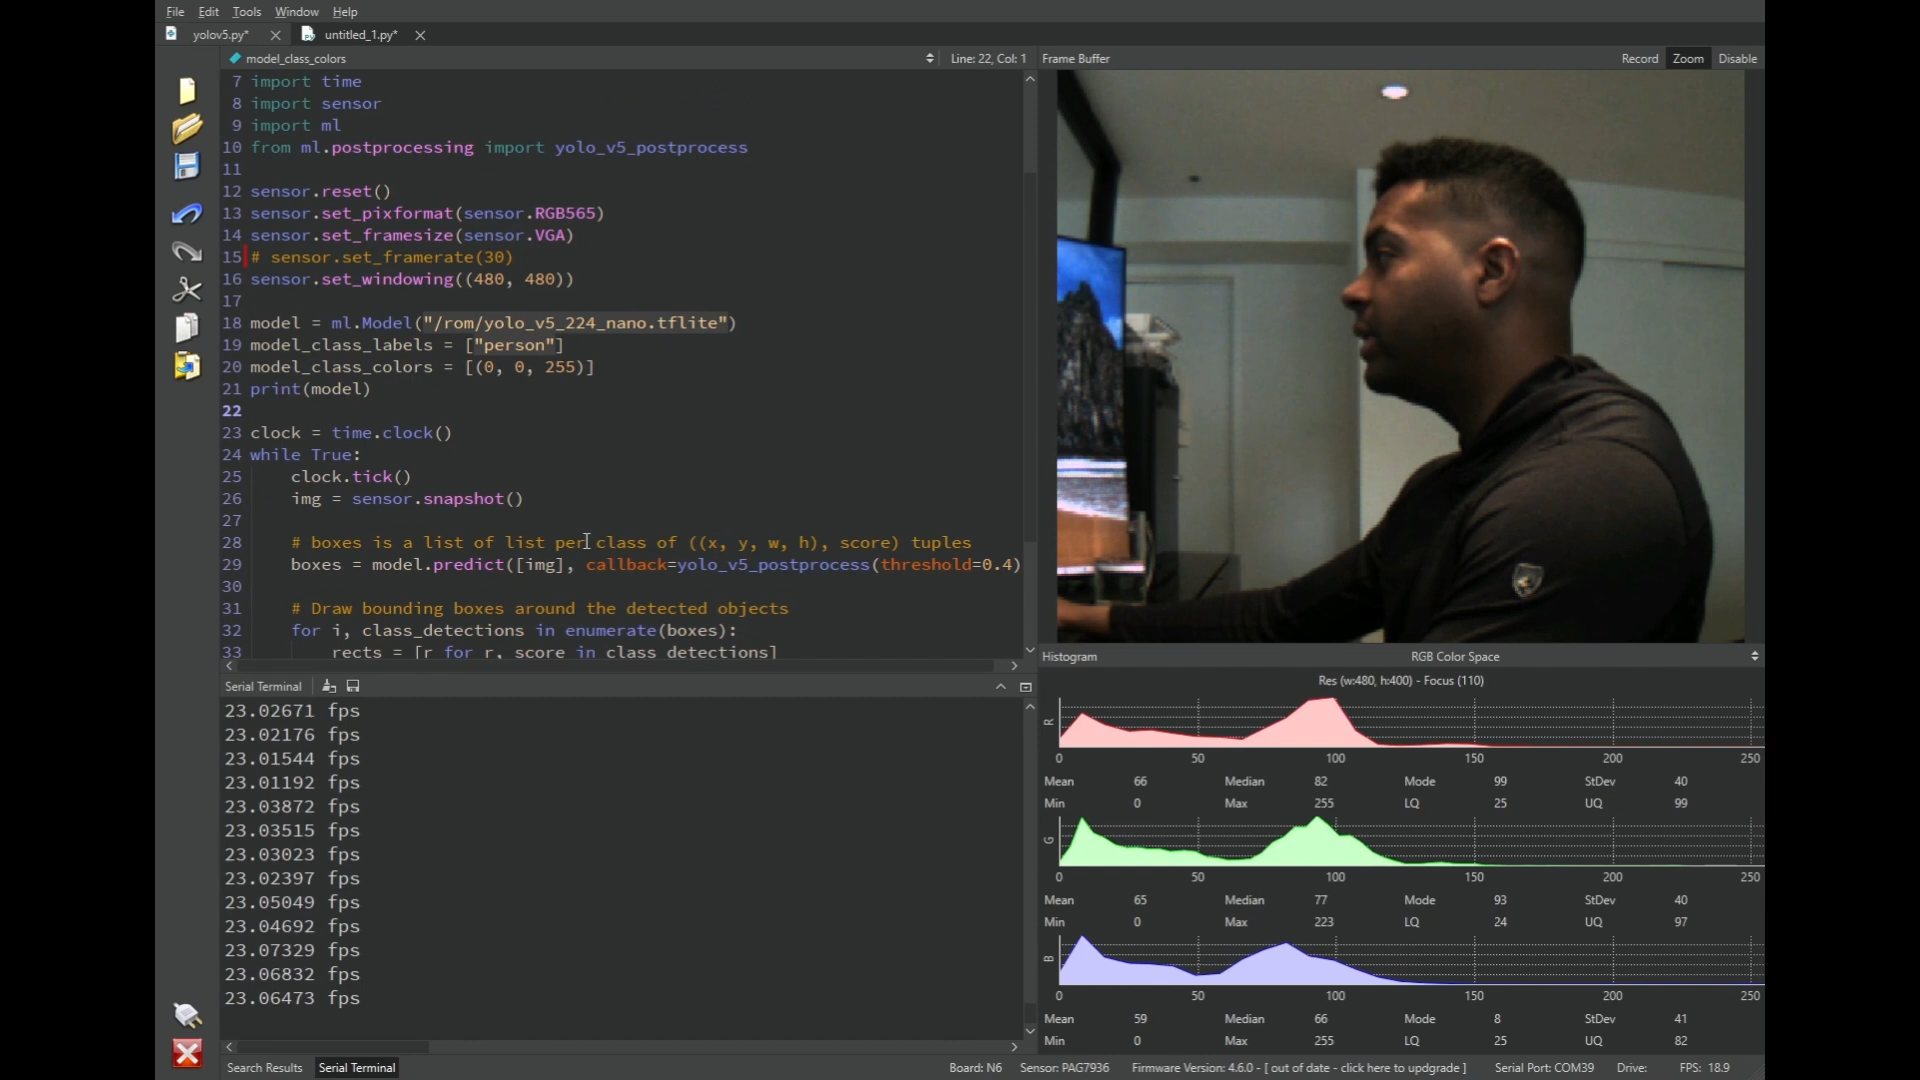 File Edit Tools Window Help
yolov5.py* untitled_1.py*
model_class_colors Line: 22, Col: 1 Frame Buffer Record Zoom Disable
7 import time
8 import sensor
9 import ml
10 from ml.postprocessing import yolo_v5_postprocess
11
12 sensor.reset()
13 sensor.set_pixformat(sensor.RGB565)
14 sensor.set_framesize(sensor.VGA)
15 # sensor.set_framerate(30)
16 sensor.set_windowing((480, 480))
17
18 model = ml.Model("/rom/yolo_v5_224_nano.tflite")
19 model_class_labels = ["person"]
20 model_class_colors = [(0, 0, 255)]
21 print(model)
22
23 clock = time.clock()
24 while True:
25 clock.tick()
26 img = sensor.snapshot()
27
28 # boxes is a list of list per class of ((x, y, w, h), score) tuples
29 boxes = model.predict([img], callback=yolo_v5_postprocess(threshold=0.4)
30
31 # Draw bounding boxes around the detected objects
32 for i, class_detections in enumerate(boxes):
33 rects = [r for r, score in class_detections]
Serial Terminal
23.02671 fps
23.02176 fps
23.01544 fps
23.01192 fps
23.03872 fps
23.03515 fps
23.03023 fps
23.02397 fps
23.05049 fps
23.04692 fps
23.07329 fps
23.06832 fps
23.06473 fps
Histogram RGB Color Space
Res (w:480, h:400) - Focus (110)
R
0 50 100 150 200 250
Mean 66 Median 82 Mode 99 StDev 40
Min 0 Max 255 LQ 25 UQ 99
G
0 50 100 150 200 250
Mean 65 Median 77 Mode 93 StDev 40
Min 0 Max 223 LQ 24 UQ 97
B
0 50 100 150 200 250
Mean 59 Median 66 Mode 8 StDev 41
Min 0 Max 255 LQ 25 UQ 82
Search Results Serial Terminal Board: N6 Sensor: PAG7936 Firmware Version: 4.6.0 - [ out of date - click here to updgrade ] Serial Port: COM39 Drive: FPS: 18.9